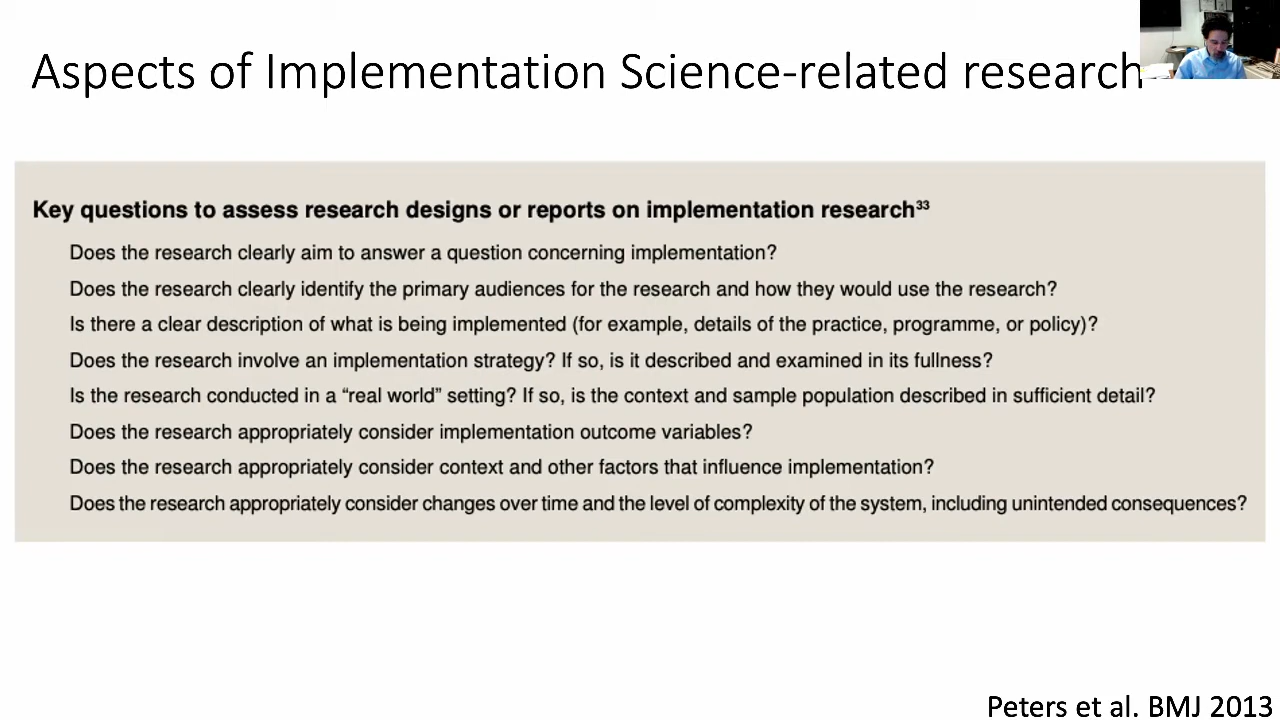 Aspects of Implementation Science-related research
Key questions to assess research designs or reports on implementation research³³
Does the research clearly aim to answer a question concerning implementation?
Does the research clearly identify the primary audiences for the research and how they would use the research?
Is there a clear description of what is being implemented (for example, details of the practice, programme, or policy)?
Does the research involve an implementation strategy? If so, is it described and examined in its fullness?
Is the research conducted in a “real world” setting? If so, is the context and sample population described in sufficient detail?
Does the research appropriately consider implementation outcome variables?
Does the research appropriately consider context and other factors that influence implementation?
Does the research appropriately consider changes over time and the level of complexity of the system, including unintended consequences?
Peters et al. BMJ 2013